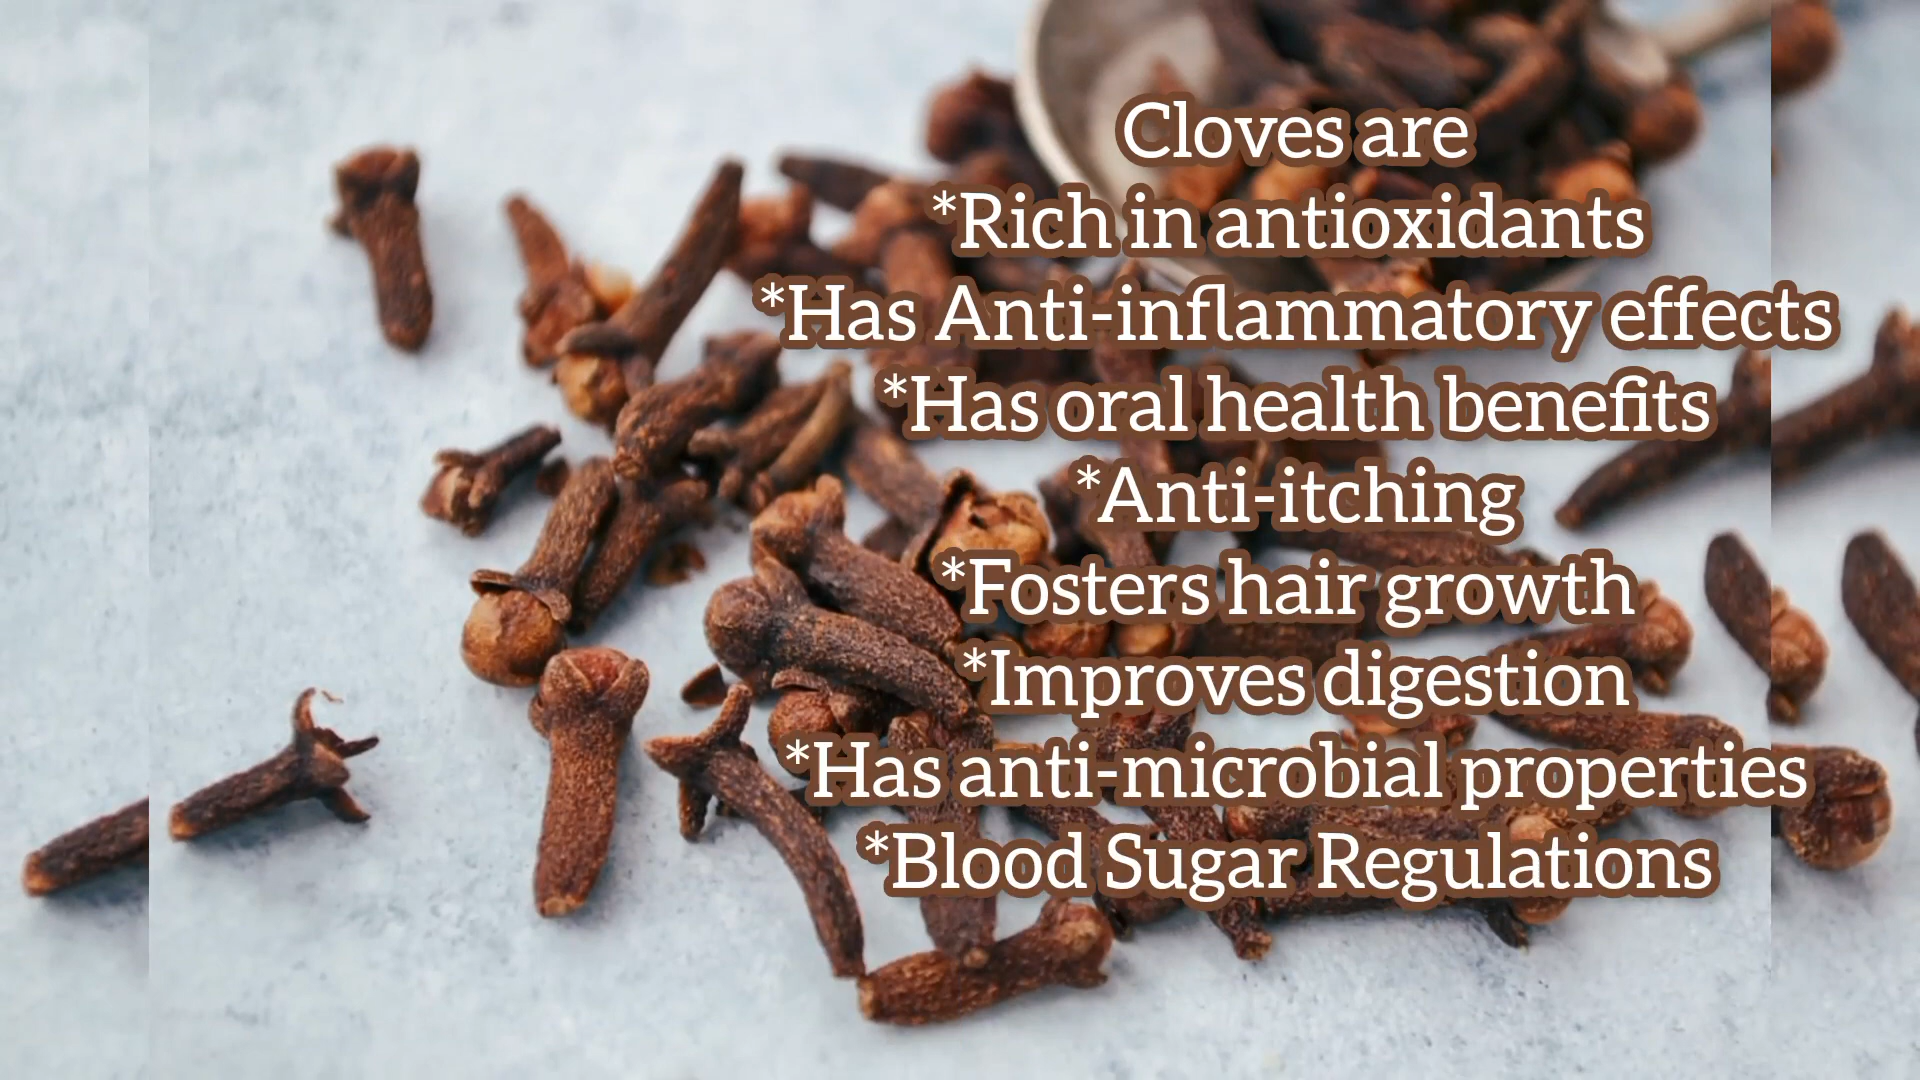 Cloves are
*Rich in antioxidants
*Has Anti-inflammatory effects
*Has oral health benefits
*Anti-itching
*Fosters hair growth
*Improves digestion
*Has anti-microbial properties
*Blood Sugar Regulations